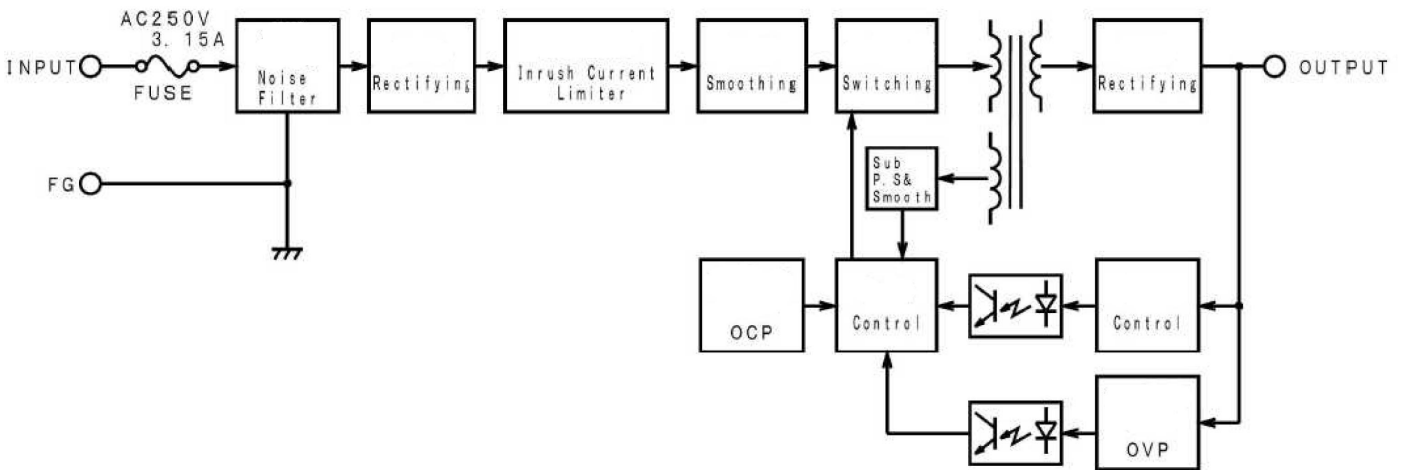 AC250V
3. 15A
INPUT
FUSE
Noise
Filter
Rectifying
Inrush Current
Limiter
Smoothing
Switching
Rectifying
OUTPUT
FG
Sub
P. S&
Smooth
OCP
Control
Control
OVP